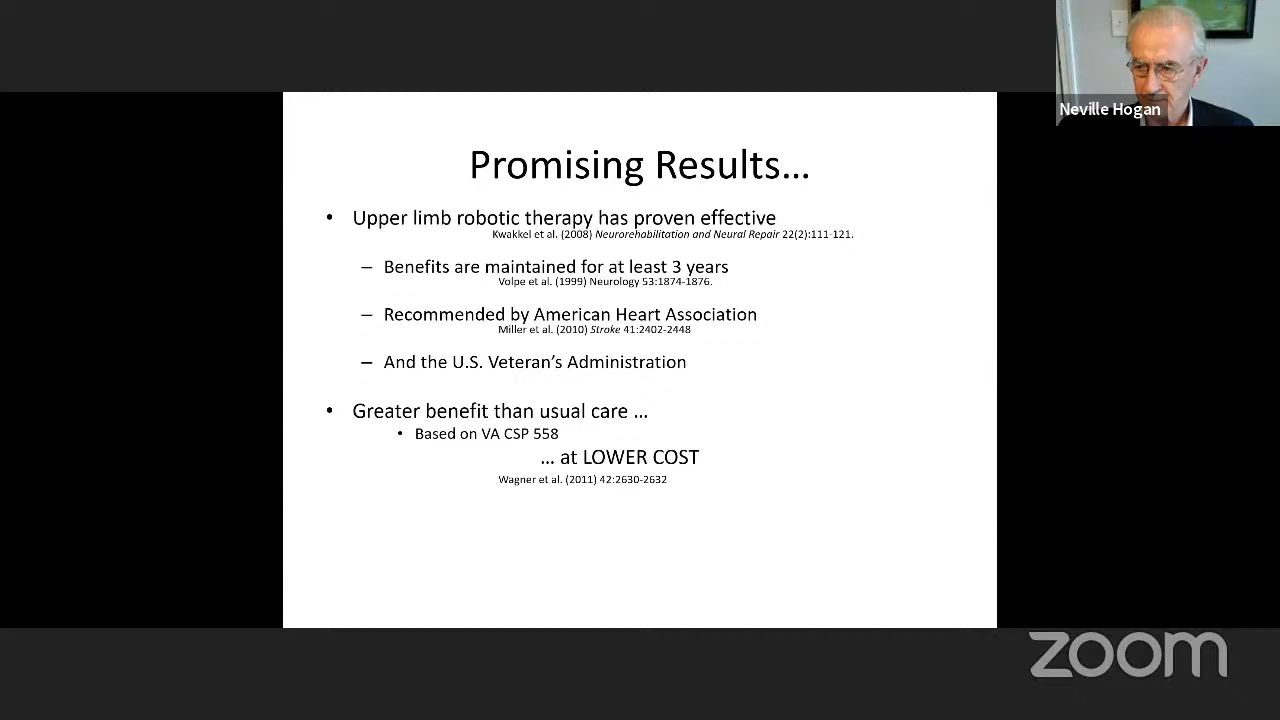 Neville Hogan
Promising Results…
• Upper limb robotic therapy has proven effective
Kwakkel et al. (2008) Neurorehabilitation and Neural Repair 22(2):111-121.
– Benefits are maintained for at least 3 years
Volpe et al. (1999) Neurology 53:1874-1876.
– Recommended by American Heart Association
Miller et al. (2010) Stroke 41:2402-2448
– And the U.S. Veteran’s Administration
• Greater benefit than usual care …
• Based on VA CSP 558
… at LOWER COST
Wagner et al. (2011) 42:2630-2632
zoom